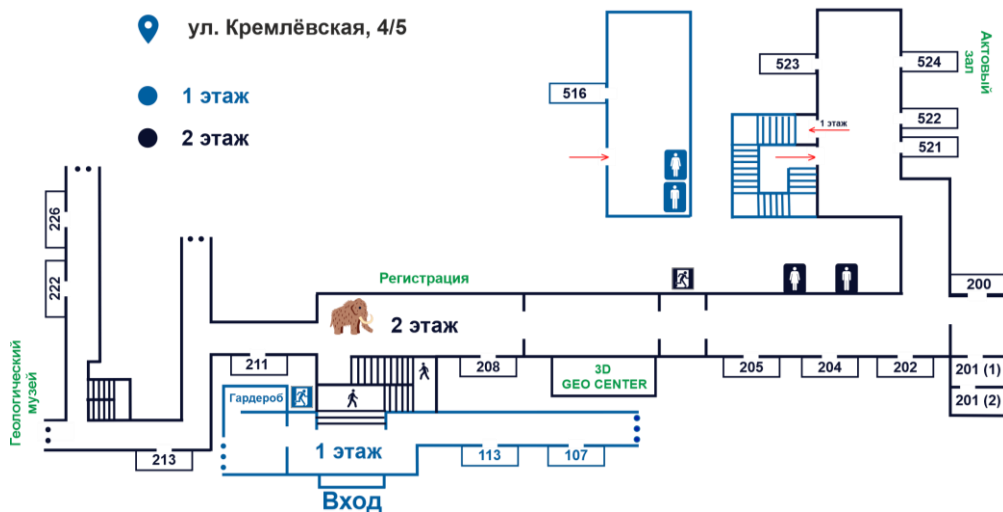 ул. Кремлёвская, 4/5
1 этаж
2 этаж
516
523
524
Актовый
зал
1 этаж
522
521
226
222
Регистрация
200
2 этаж
211
208
3D
GEO CENTER
205
204
202
201 (1)
201 (2)
Геологический
музей
Гардероб
213
1 этаж
113
107
Вход